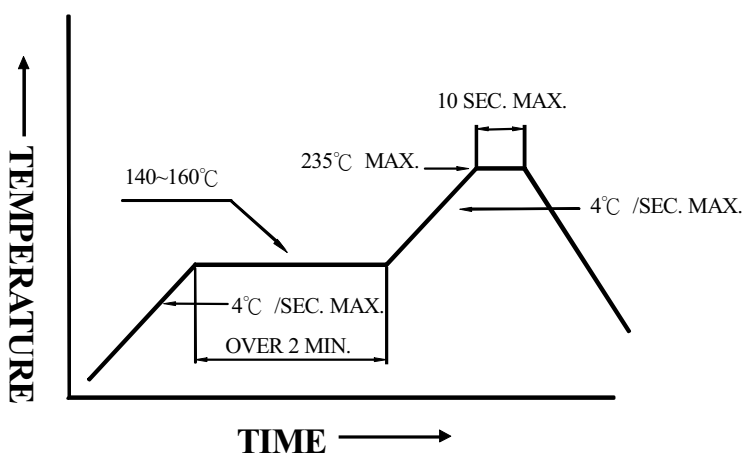 10 SEC. MAX.
235℃ MAX.
140~160℃
4℃ /SEC. MAX.
4℃ /SEC. MAX.
OVER 2 MIN.
TEMPERATURE
TIME